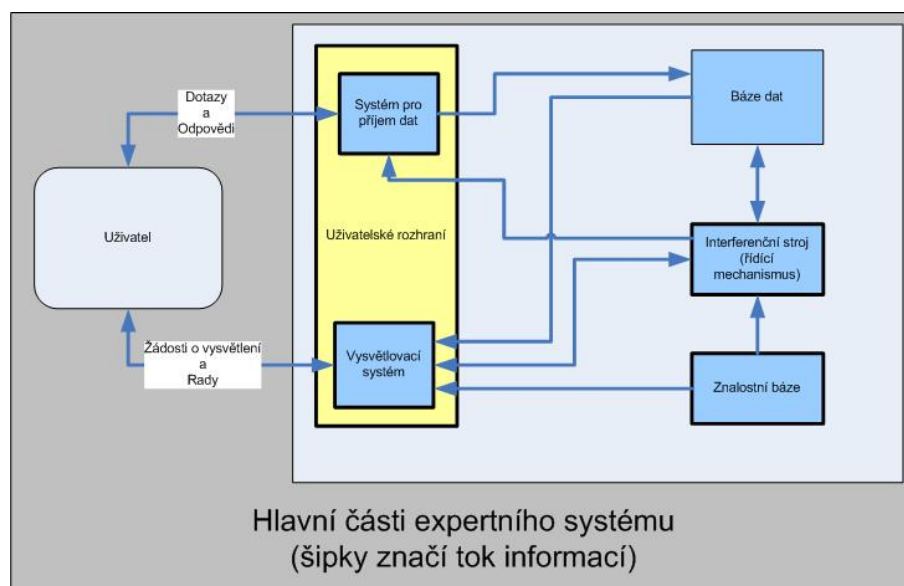 Dotazy
a
Odpovědi
Systém pro
příjem dat
Báze dat
Uživatel
Uživatelské rozhraní
Interferenční stroj
(řídící
mechanismus)
Žádosti o vysvětlení
a
Rady
Vysvětlovací
systém
Znalostní báze
Hlavní části expertního systému
(šipky značí tok informací)